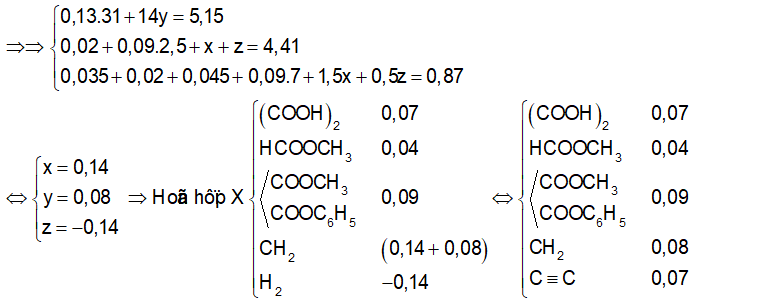 ⇒⇒ { 0,13.31 + 14y = 5,15
0,02 + 0,09.2,5 + x + z = 4,41
0,035 + 0,02 + 0,045 + 0,09.7 + 1,5x + 0,5z = 0,87
⇔ { x = 0,14
y = 0,08
z = −0,14
⇒ Hoãn hôïp X { (COOH)₂ 0,07
HCOOCH₃ 0,04
/COOCH₃
\COOC₆H₅ 0,09
CH₂ (0,14 + 0,08)
H₂ −0,14
⇔ { (COOH)₂ 0,07
HCOOCH₃ 0,04
/COOCH₃
\COOC₆H₅ 0,09
CH₂ 0,08
C ≡ C 0,07